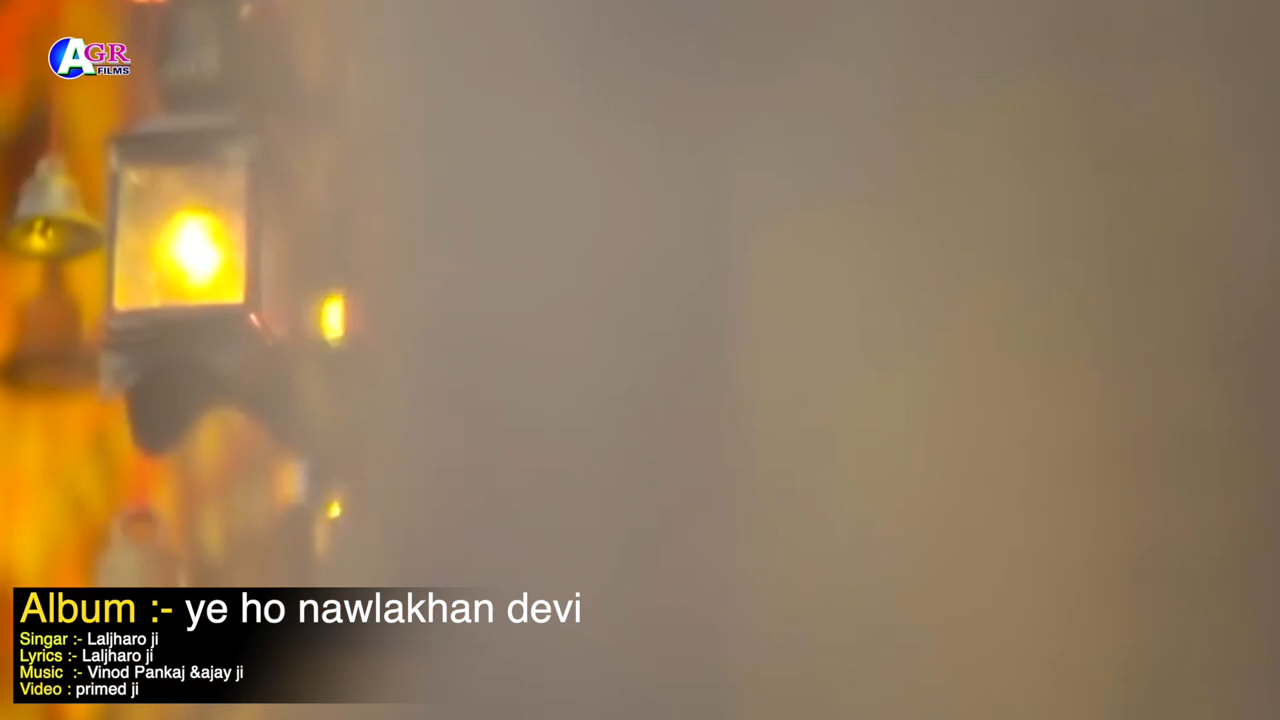 AGR
FILMS
Album :- ye ho nawlakhan devi
Singar :- Laljharo ji
Lyrics :- Laljharo ji
Music :- Vinod Pankaj &ajay ji
Video : primed ji